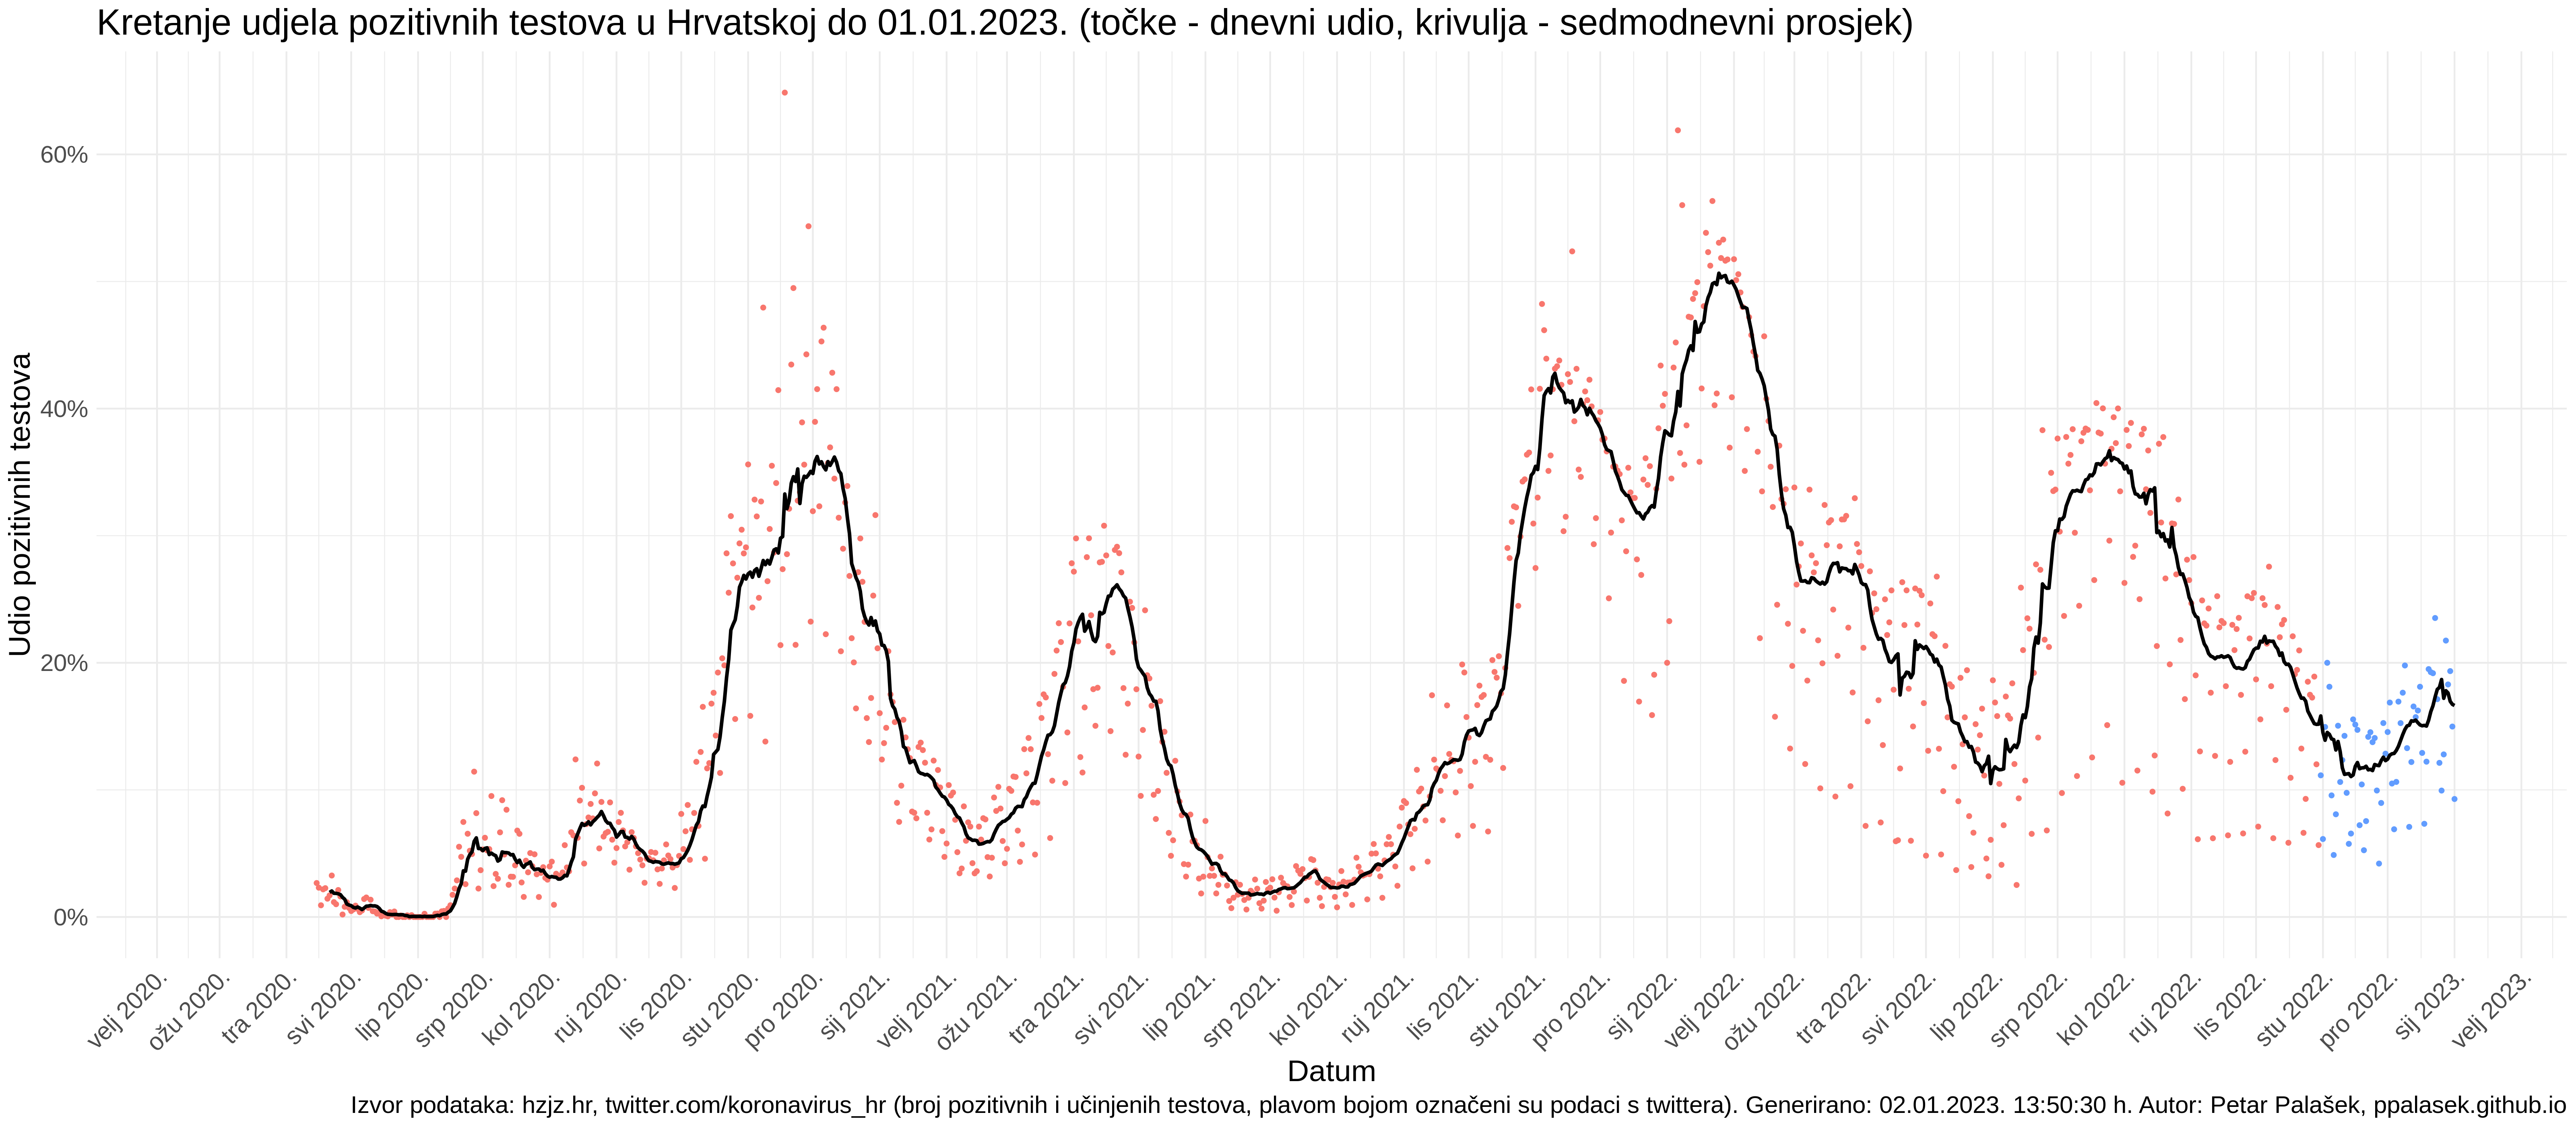 Kretanje udjela pozitivnih testova u Hrvatskoj do 01.01.2023. (točke - dnevni udio, krivulja - sedmodnevni prosjek)
Udio pozitivnih testova
60%
40%
20%
0%
velj 2020.
ožu 2020.
tra 2020.
svi 2020.
lip 2020.
srp 2020.
kol 2020.
ruj 2020.
lis 2020.
stu 2020.
pro 2020.
sij 2021.
velj 2021.
ožu 2021.
tra 2021.
svi 2021.
lip 2021.
srp 2021.
kol 2021.
ruj 2021.
lis 2021.
stu 2021.
pro 2021.
sij 2022.
velj 2022.
ožu 2022.
tra 2022.
svi 2022.
lip 2022.
srp 2022.
kol 2022.
ruj 2022.
lis 2022.
stu 2022.
pro 2022.
sij 2023.
velj 2023.
Datum
Izvor podataka: hzjz.hr, twitter.com/koronavirus_hr (broj pozitivnih i učinjenih testova, plavom bojom označeni su podaci s twittera). Generirano: 02.01.2023. 13:50:30 h. Autor: Petar Palašek, ppalasek.github.io